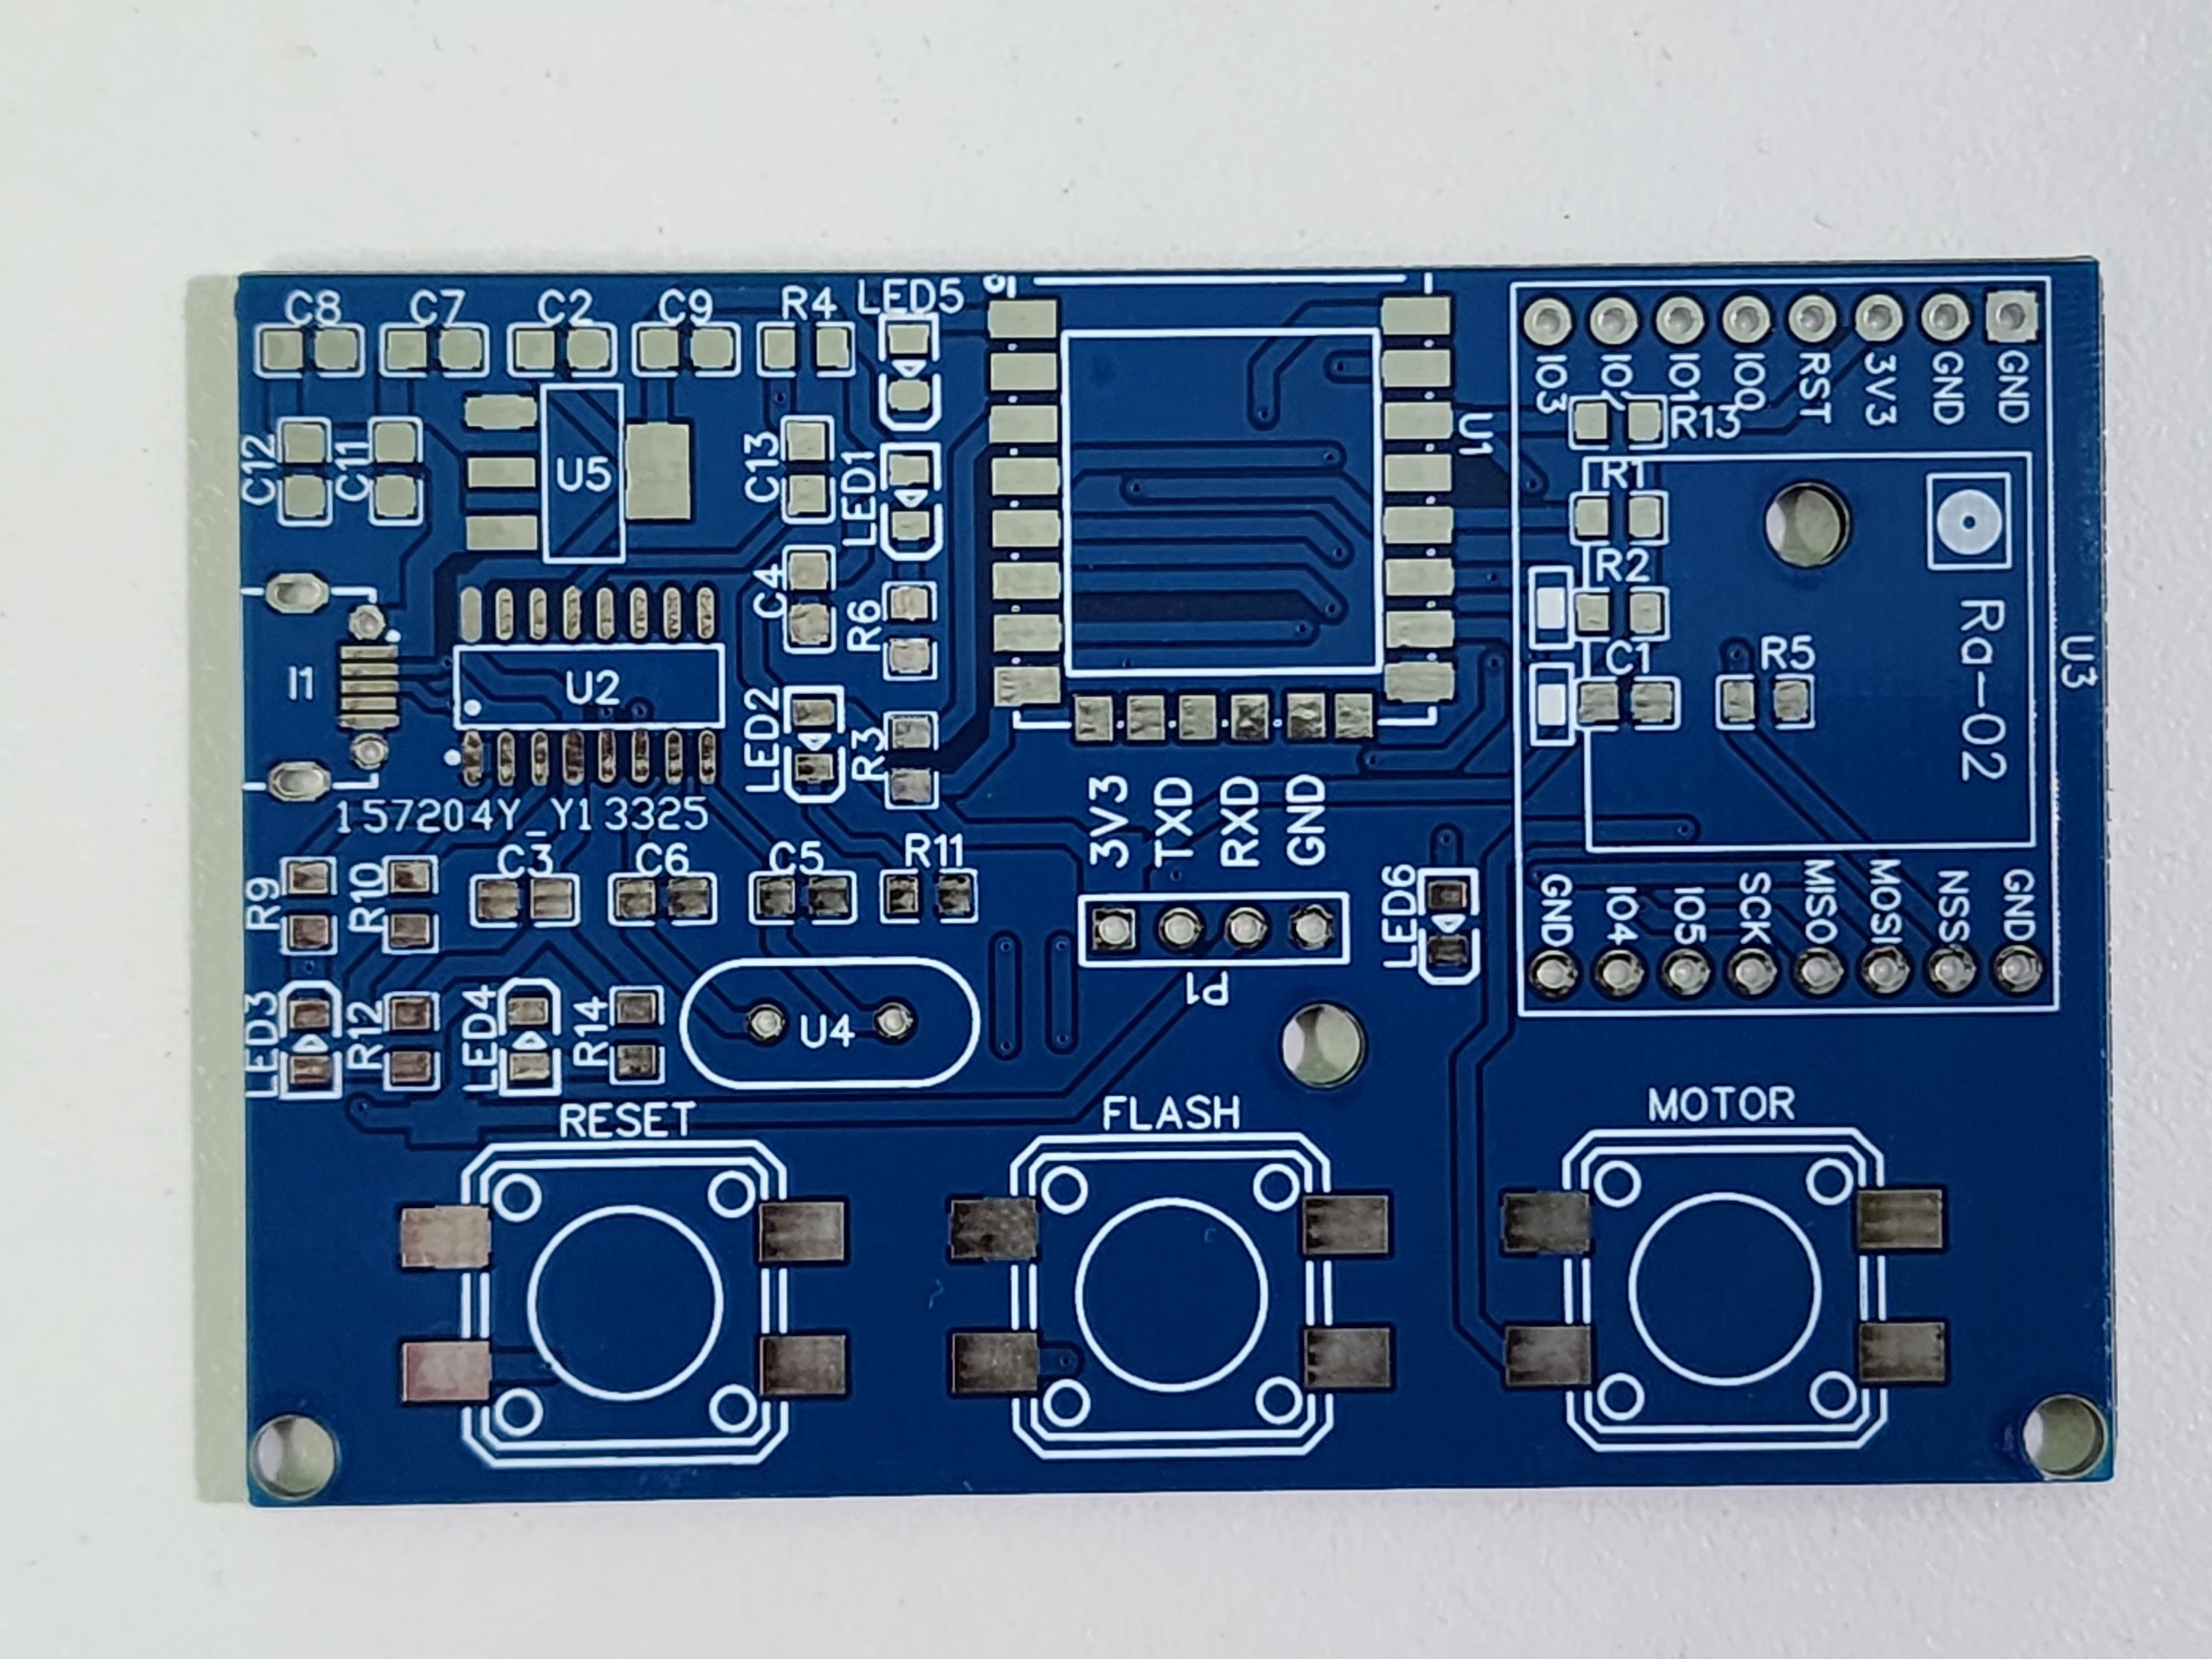 C8 C7 C2 C9 R4 LED5
IO3
IO1
IO0
RST
3V3
GND
GND
C12
C11
U5
C13
LED1
U1
R13
R1
C4
R6
R2
Ra-02
I1
U2
LED2
R3
C1
R5
U3
157204Y_Y13325
3V3
TXD
RXD
GND
R9
R10
C3 C6 C5 R11
LED6
GND
IO4
IO5
SCK
MISO
MOSI
NSS
GND
P1
LED3
R12
LED4
R14
U4
RESET FLASH MOTOR